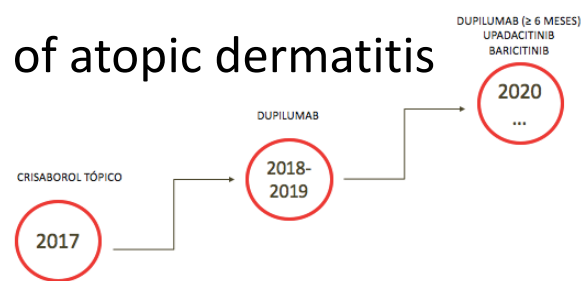 of atopic dermatitis
CRISABOROL TÓPICO
2017
DUPILUMAB
2018-
2019
DUPILUMAB (≥ 6 MESES)
UPADACITINIB
BARICITINIB
2020
...